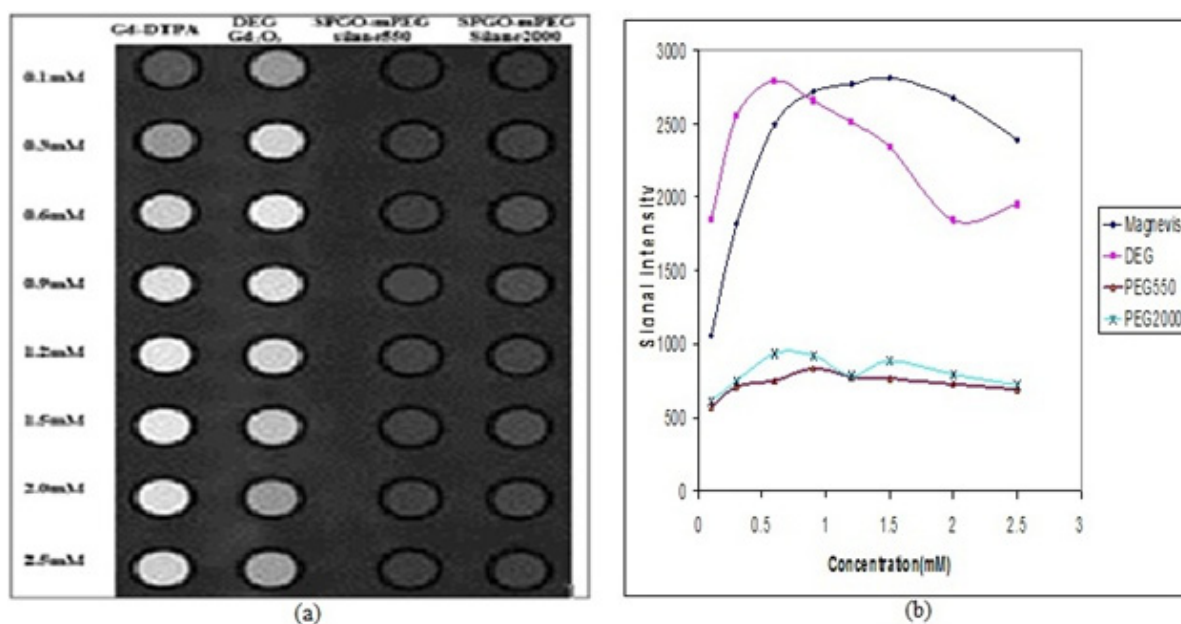 Gd-DTPA
DEG
Gd₂O₃
SPGO-mPEG
silane550
SPGO-mPEG
Silane2000
0.1mM
0.3mM
0.6mM
0.9mM
1.2mM
1.5mM
2.0mM
2.5mM
(a)
3000
2500
2000
1500
1000
500
0
Signal Intensity
0 0.5 1 1.5 2 2.5 3
Concentration(mM)
Magnevis
DEG
PEG550
PEG2000
(b)